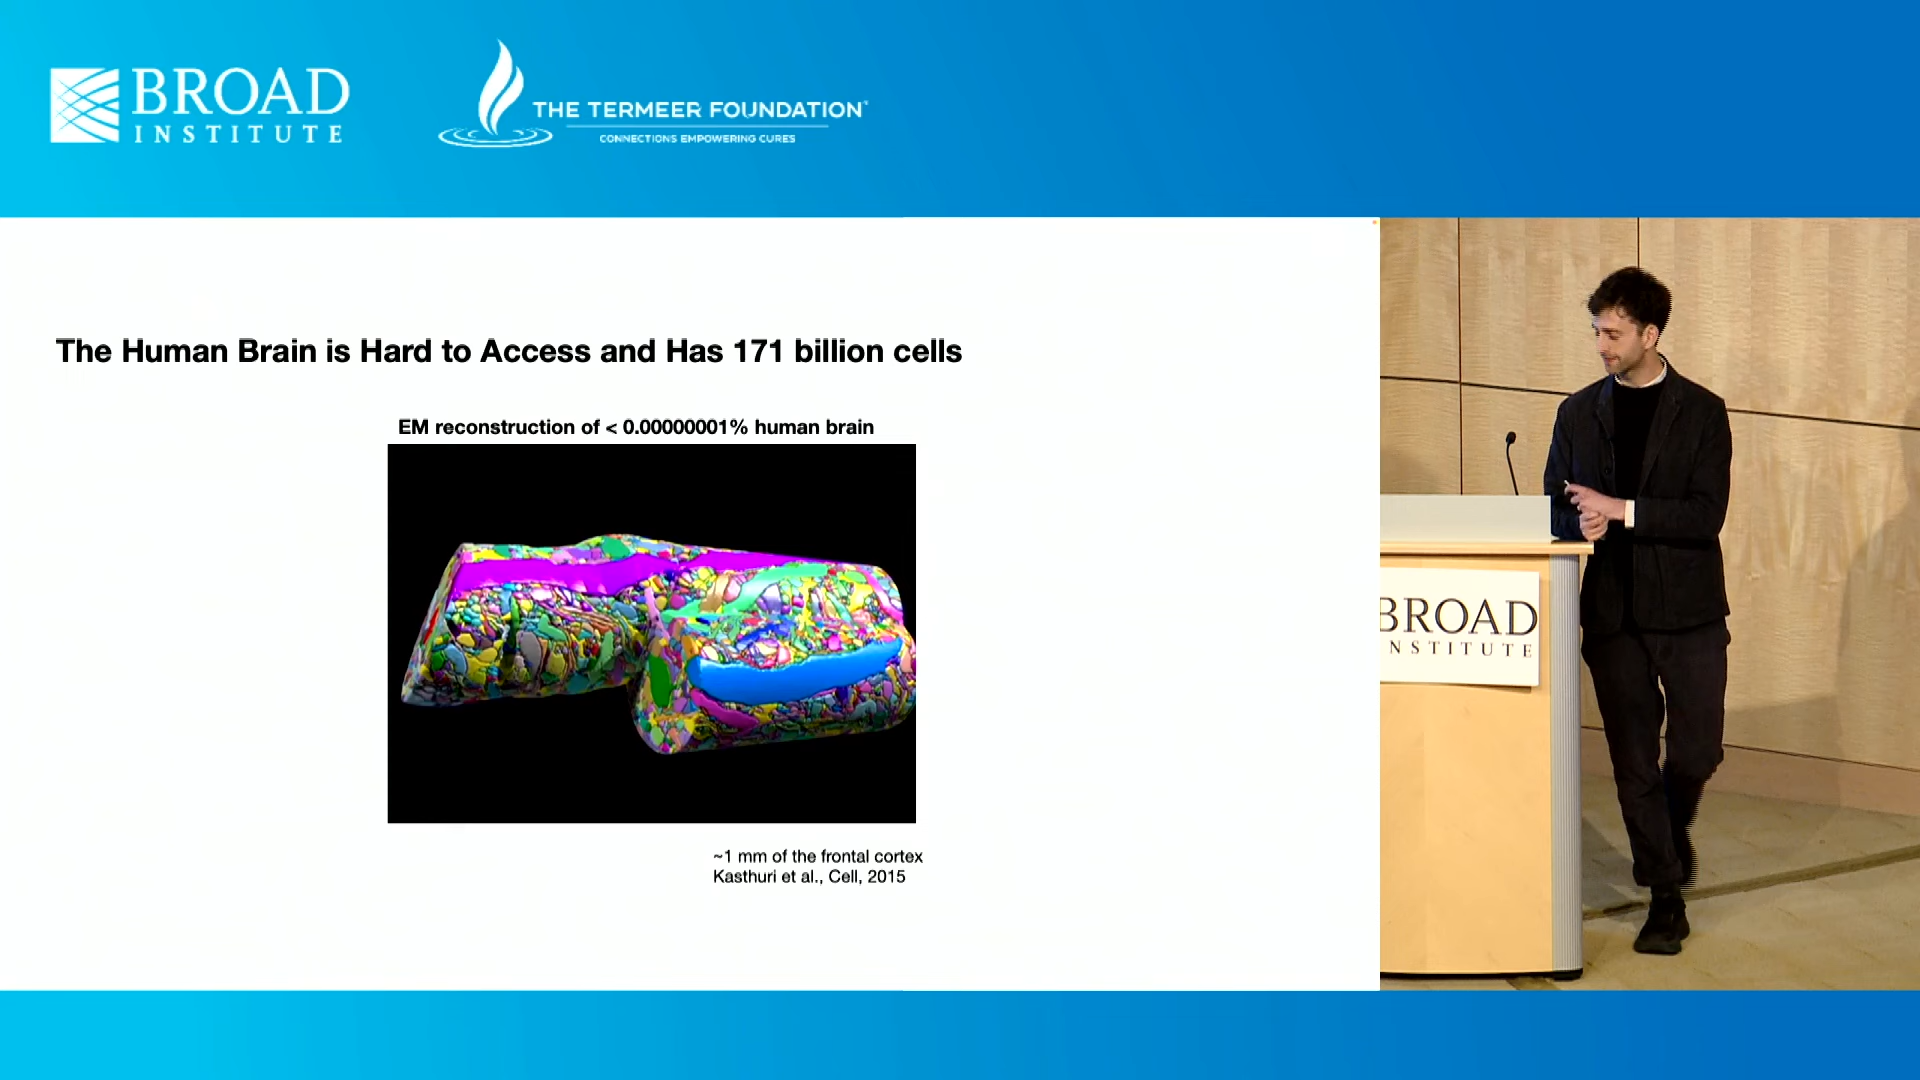 BROAD
INSTITUTE
THE TERMEER FOUNDATION
CONNECTIONS EMPOWERING CURES
The Human Brain is Hard to Access and Has 171 billion cells
EM reconstruction of < 0.00000001% human brain
~1 mm of the frontal cortex
Kasthuri et al., Cell, 2015
BROAD
NSTITUTE